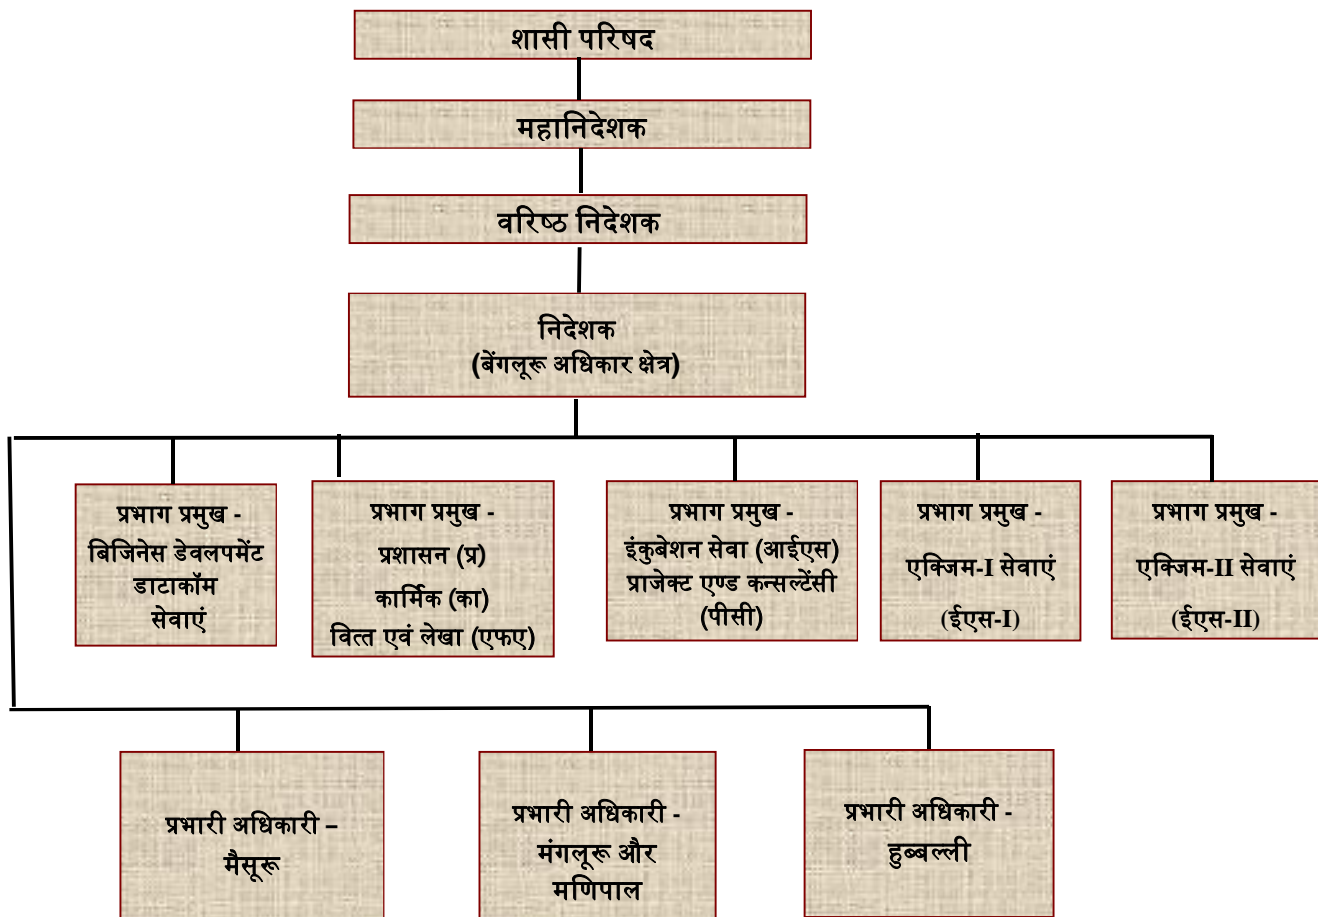 शासी परिषद
महानिदेशक
वरिष्ठ निदेशक
निदेशक
(बेंगलूरू अधिकार क्षेत्र)
प्रभाग प्रमुख -
बिजिनेस डेवलपमेंट
डाटाकॉम
सेवाएं
प्रभाग प्रमुख -
प्रशासन (प्र)
कार्मिक (का)
वित्त एवं लेखा (एफए)
प्रभाग प्रमुख -
इंकुबेशन सेवा (आईएस)
प्राजेक्ट एण्ड कन्सल्टेंसी
(पीसी)
प्रभाग प्रमुख -
एक्जिम-I सेवाएं
(ईएस-I)
प्रभाग प्रमुख -
एक्जिम-II सेवाएं
(ईएस-II)
प्रभारी अधिकारी –
मैसूरू
प्रभारी अधिकारी -
मंगलूरू और
मणिपाल
प्रभारी अधिकारी -
हुब्बल्ली